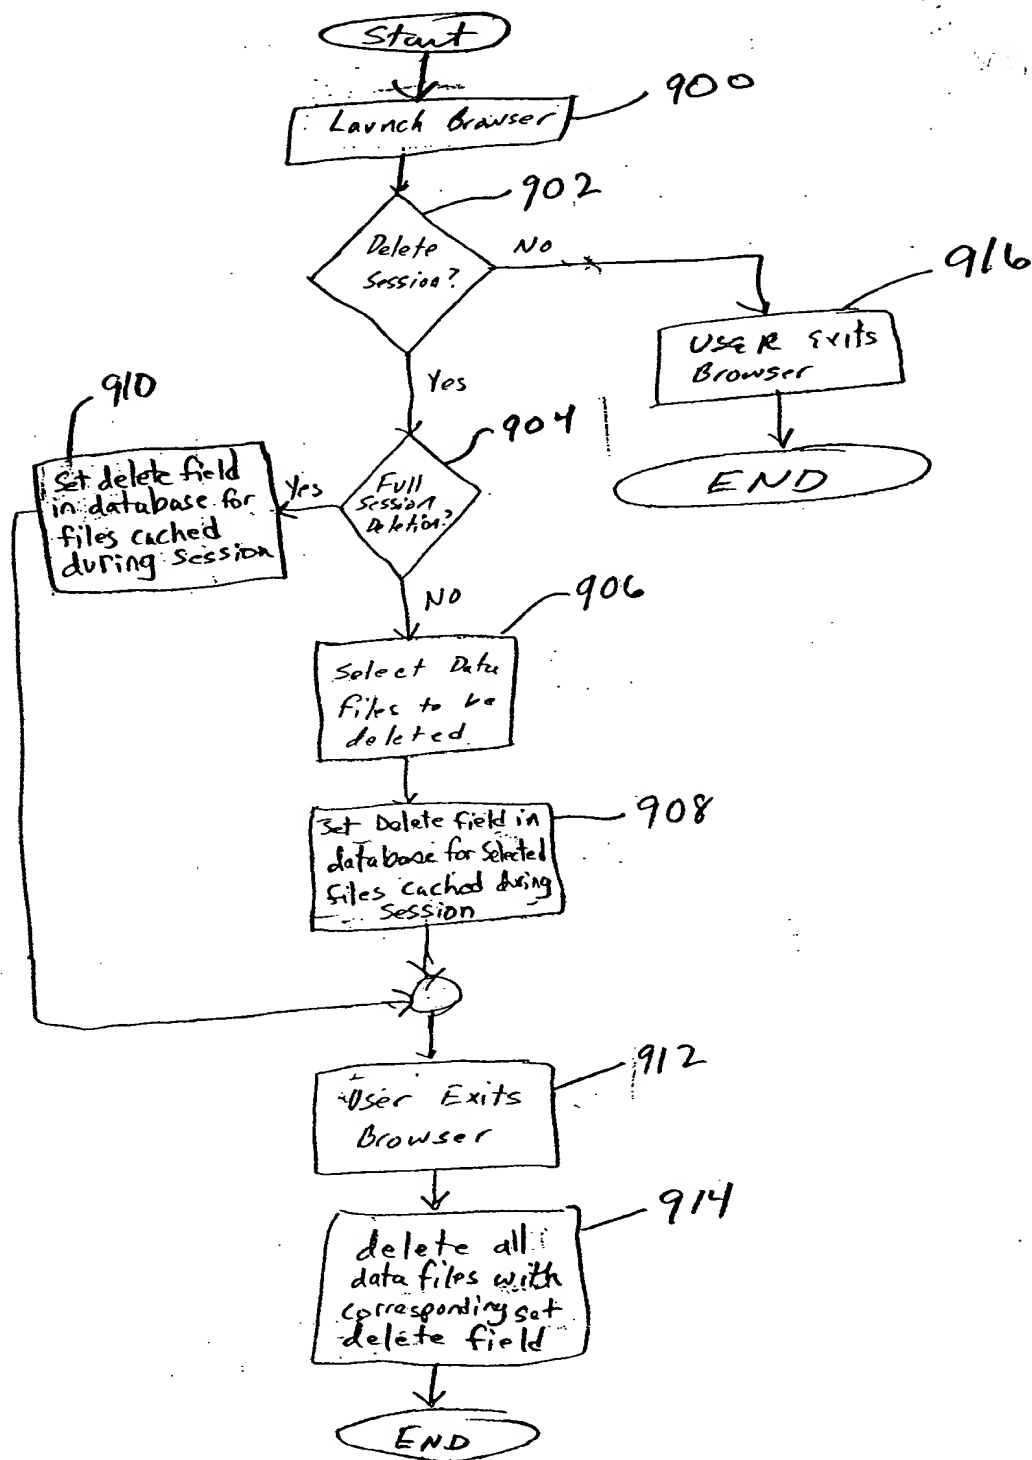 Start
900
Launch Browser
902
Delete
Session?
NO
916
USER Exits
Browser
END
Yes
910
904
Set delete field
in database for
files cached
during session
Yes
Full
Session
Deletion?
NO
906
Select Data
files to be
deleted
908
Set Delete field in
database for Selected
files cached during
Session
912
User Exits
Browser
914
delete all
data files with
corresponding set
delete field
END